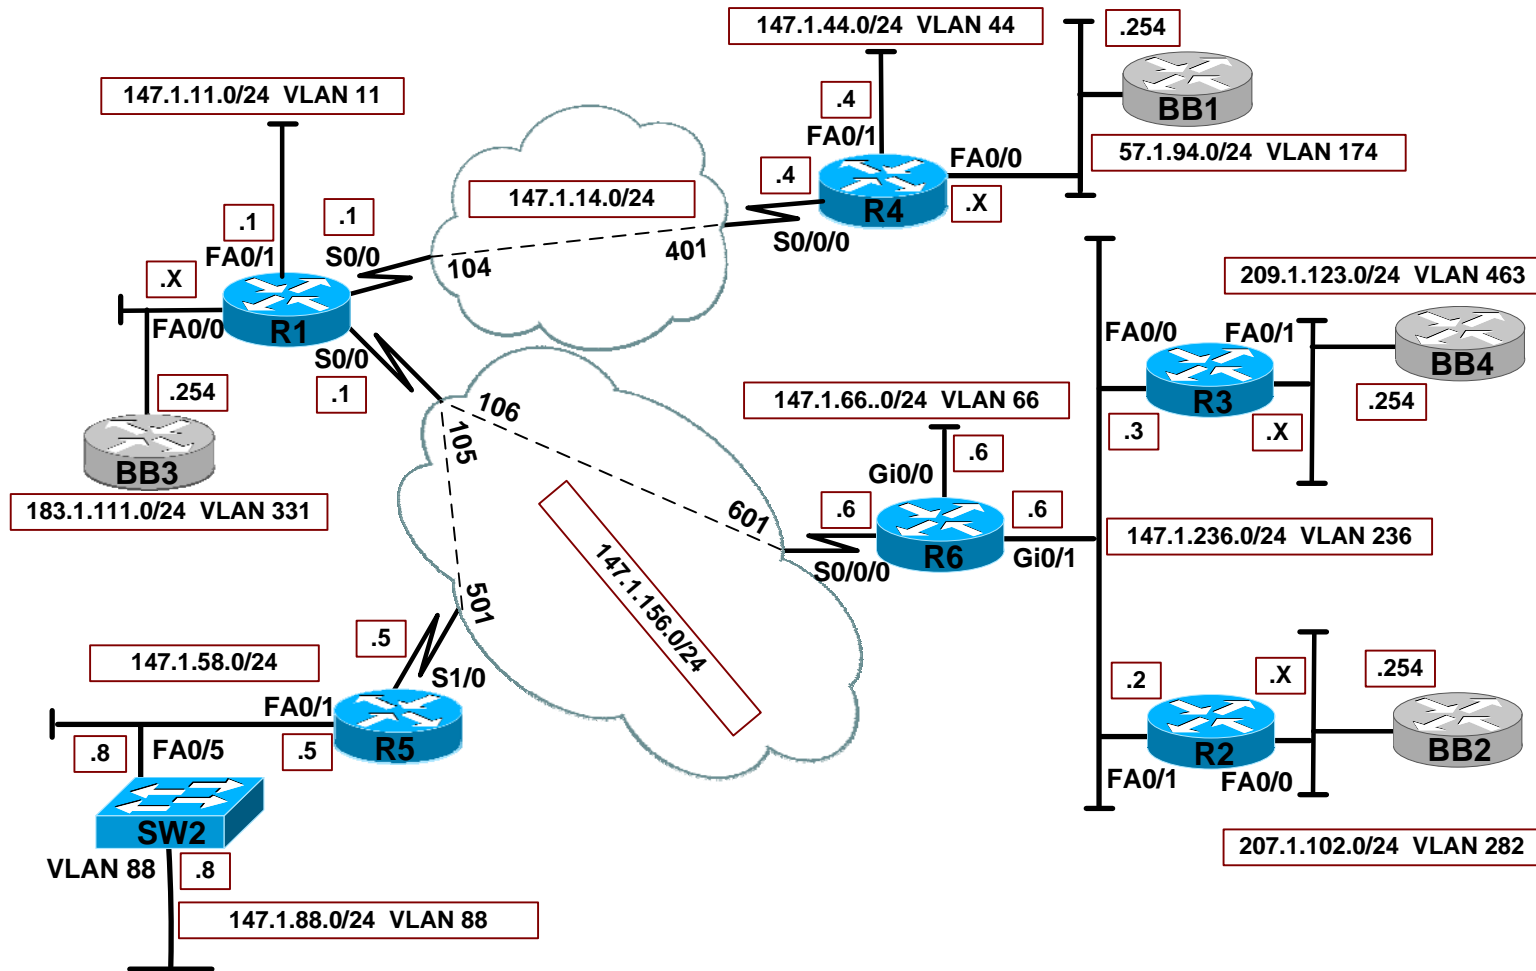 147.1.44.0/24 VLAN 44
.254
BB1
57.1.94.0/24 VLAN 174
147.1.11.0/24 VLAN 11
.4
FA0/1
FA0/0
.4
R4
.X
S0/0/0
147.1.14.0/24
401
104
.1
FA0/1
.1
S0/0
.X
FA0/0
R1
S0/0
.1
.254
BB3
183.1.111.0/24 VLAN 331
209.1.123.0/24 VLAN 463
FA0/0
FA0/1
R3
BB4
.3
.X
.254
147.1.66..0/24 VLAN 66
.6
Gi0/0
.6
R6
.6
S0/0/0
Gi0/1
147.1.236.0/24 VLAN 236
106
105
601
501
147.1.156.0/24
147.1.58.0/24
.5
S1/0
FA0/1
R5
.5
.8
FA0/5
SW2
VLAN 88
.8
147.1.88.0/24 VLAN 88
.2
.X
.254
R2
BB2
FA0/1
FA0/0
207.1.102.0/24 VLAN 282